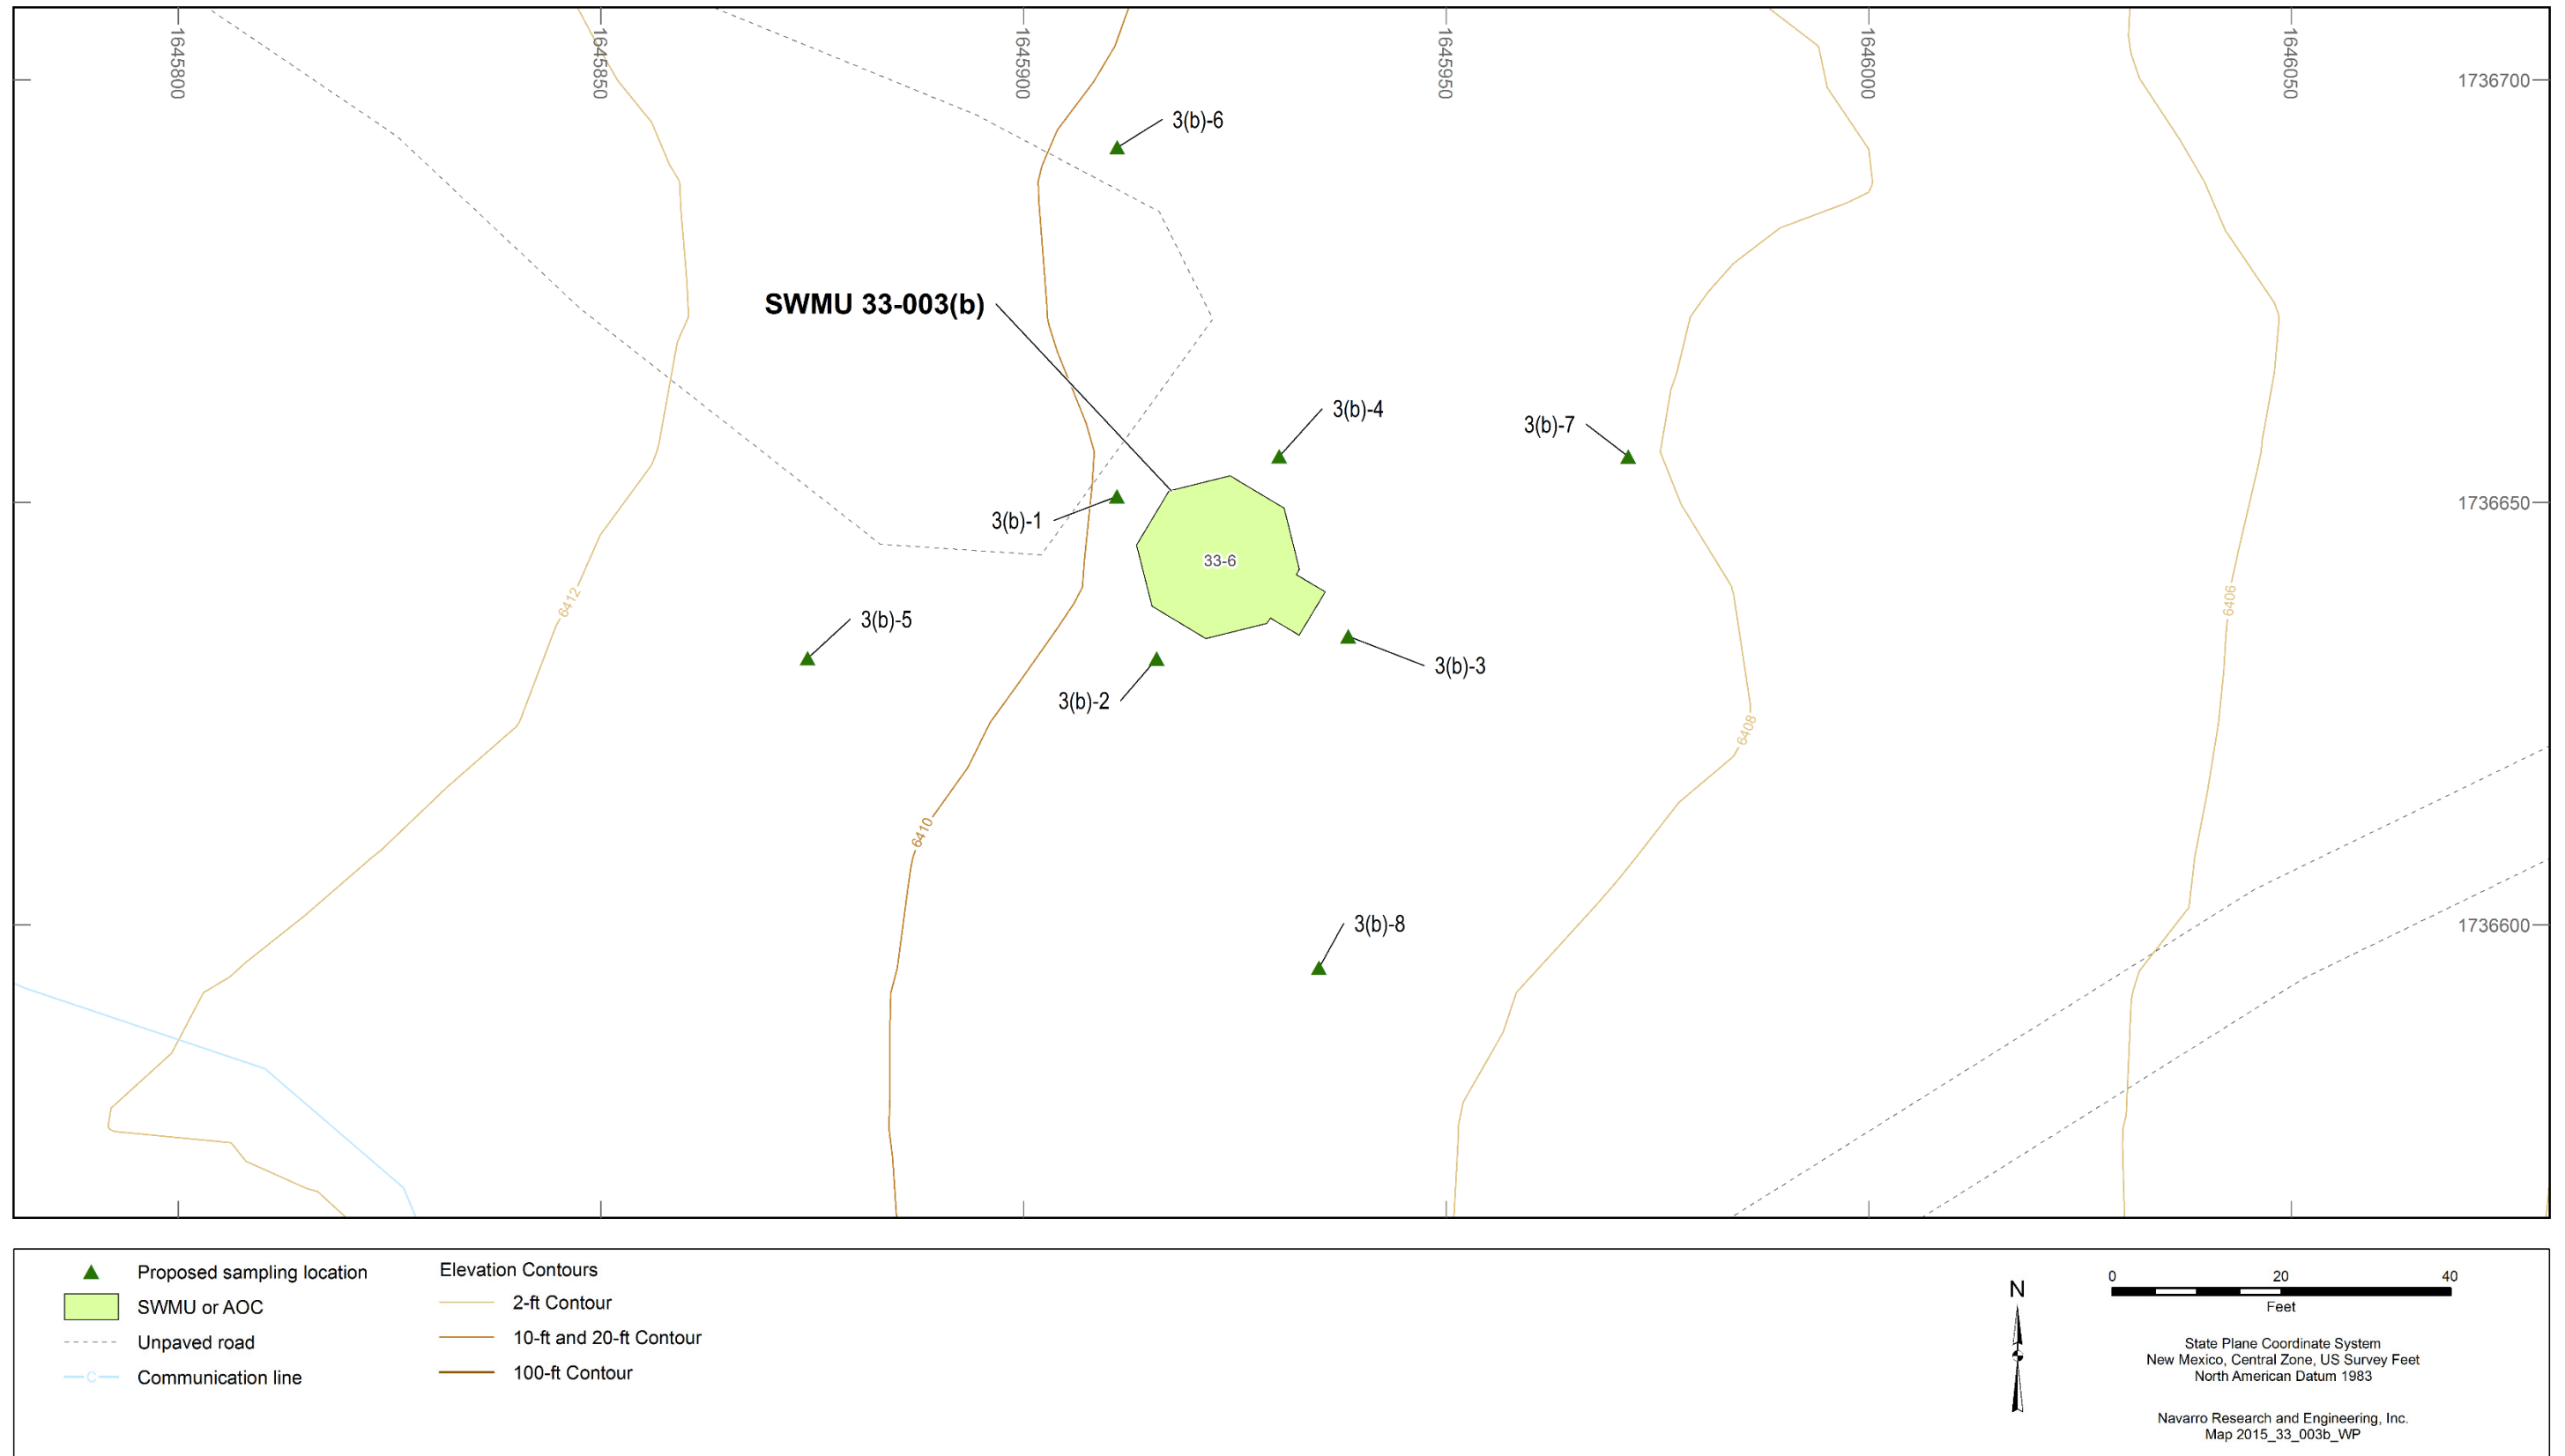 1645800
1645850
1645900
1645950
1646000
1646050
1736700
3(b)-6
SWMU 33-003(b)
3(b)-4
3(b)-7
1736650
3(b)-1
33-6
6412
6406
3(b)-5
3(b)-3
3(b)-2
6408
6410
3(b)-8
1736600
Proposed sampling location
SWMU or AOC
Unpaved road
C
Communication line
Elevation Contours
2-ft Contour
10-ft and 20-ft Contour
100-ft Contour
N
0 20 40
Feet
State Plane Coordinate System
New Mexico, Central Zone, US Survey Feet
North American Datum 1983
Navarro Research and Engineering, Inc.
Map 2015_33_003b_WP